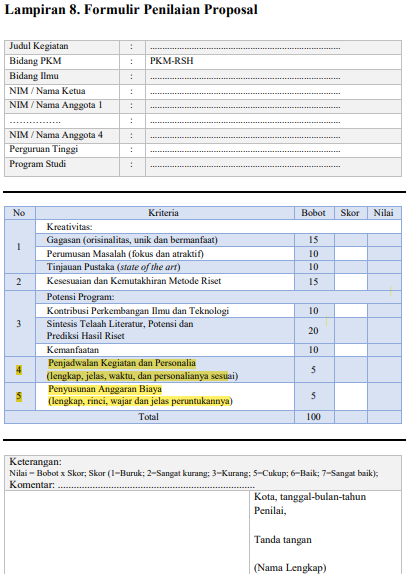 Lampiran 8. Formulir Penilaian Proposal
Judul Kegiatan : ................................................................
Bidang PKM : PKM-RSH
Bidang Ilmu : ................................................................
NIM / Nama Ketua : ................................................................
NIM / Nama Anggota 1 : ................................................................
................ : ................................................................
NIM / Nama Anggota 4 : ................................................................
Perguruan Tinggi : ................................................................
Program Studi : ................................................................
No Kriteria Bobot Skor Nilai
1 Kreativitas:
Gagasan (orisinalitas, unik dan bermanfaat) 15
Perumusan Masalah (fokus dan atraktif) 10
Tinjauan Pustaka (state of the art) 10
2 Kesesuaian dan Kemutakhiran Metode Riset 15
3 Potensi Program:
Kontribusi Perkembangan Ilmu dan Teknologi 10
Sintesis Telaah Literatur, Potensi dan
Prediksi Hasil Riset 20
Kemanfaatan 10
4 Penjadwalan Kegiatan dan Personalia
(lengkap, jelas, waktu, dan personalianya sesuai) 5
5 Penyusunan Anggaran Biaya
(lengkap, rinci, wajar dan jelas peruntukannya) 5
Total 100
Keterangan:
Nilai = Bobot x Skor; Skor (1=Buruk; 2=Sangat kurang; 3=Kurang; 5=Cukup; 6=Baik; 7=Sangat baik);
Komentar: ................................................................
Kota, tanggal-bulan-tahun
Penilai,
Tanda tangan
(Nama Lengkap)